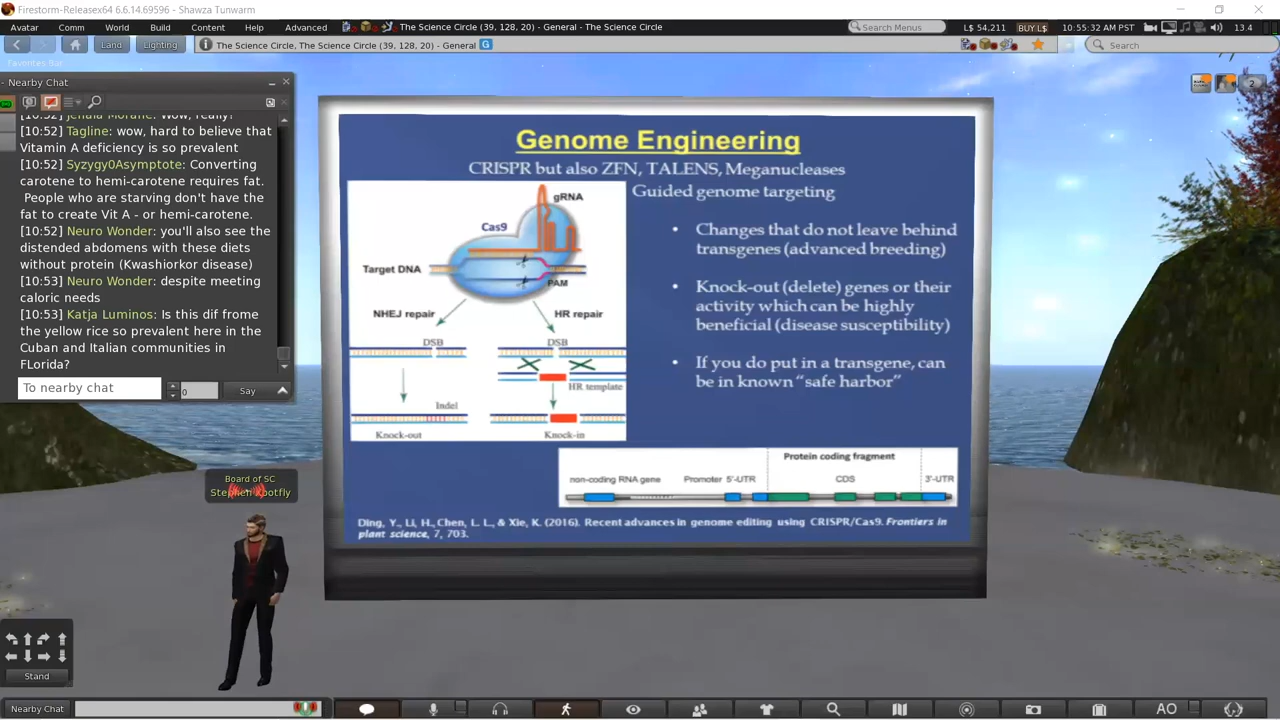 Firestorm-Releasex64 6.6.14.69596 - Shawza Tunwarm
Avatar Comm World Build Content Help Advanced The Science Circle (39, 128, 20) - General - The Science Circle Search Menus L$ 54,211 BUY L$ 10:55:32 AM PST 13.4
Land Lighting The Science Circle, The Science Circle (39, 128, 20) - General G Search
Favorites Bar
Nearby Chat
2
[10:52] Tagline: wow, hard to believe that
Vitamin A deficiency is so prevalent
[10:52] Syzygy0Asymptote: Converting
carotene to hemi-carotene requires fat.
People who are starving don't have the
fat to create Vit A - or hemi-carotene.
[10:52] Neuro Wonder: you'll also see the
distended abdomens with these diets
without protein (Kwashiorkor disease)
[10:53] Neuro Wonder: despite meeting
caloric needs
[10:53] Katja Luminos: Is this dif frome
the yellow rice so prevalent here in the
Cuban and Italian communities in
FLorida?
To nearby chat
0
Say
Genome Engineering
CRISPR but also ZFN, TALENS, Meganucleases
Guided genome targeting
gRNA
Cas9
Target DNA
PAM
NHEJ repair
HR repair
DSB
DSB
HR template
Indel
Knock-out
Knock-in
• Changes that do not leave behind
transgenes (advanced breeding)
• Knock-out (delete) genes or their
activity which can be highly
beneficial (disease susceptibility)
• If you do put in a transgene, can
be in known “safe harbor”
Protein coding fragment
non-coding RNA gene Promoter 5'-UTR CDS 3'-UTR
Ding, Y., Li, H., Chen, L. L., & Xie, K. (2016). Recent advances in genome editing using CRISPR/Cas9. Frontiers in
plant science, 7, 703.
Board of SC
Stephen Xootfly
Stand
Nearby Chat
AO